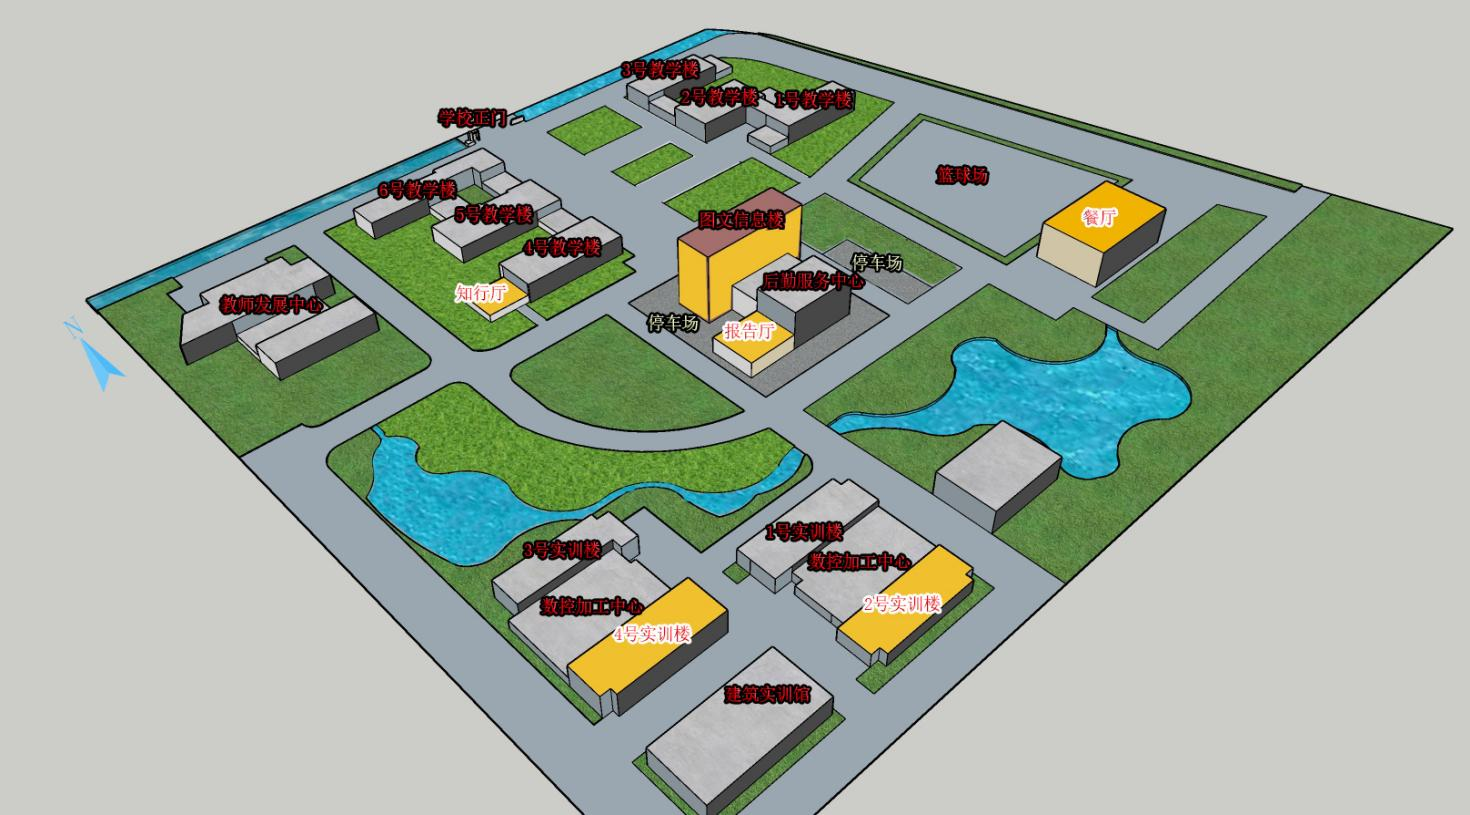 3号教学楼
2号教学楼
1号教学楼
学校正门
篮球场
6号教学楼
5号教学楼
图文信息楼
餐厅
4号教学楼
停车场
后勤服务中心
知行厅
教师发展中心
停车场
报告厅
N
1号实训楼
3号实训楼
数控加工中心
数控加工中心
2号实训楼
4号实训楼
建筑实训馆